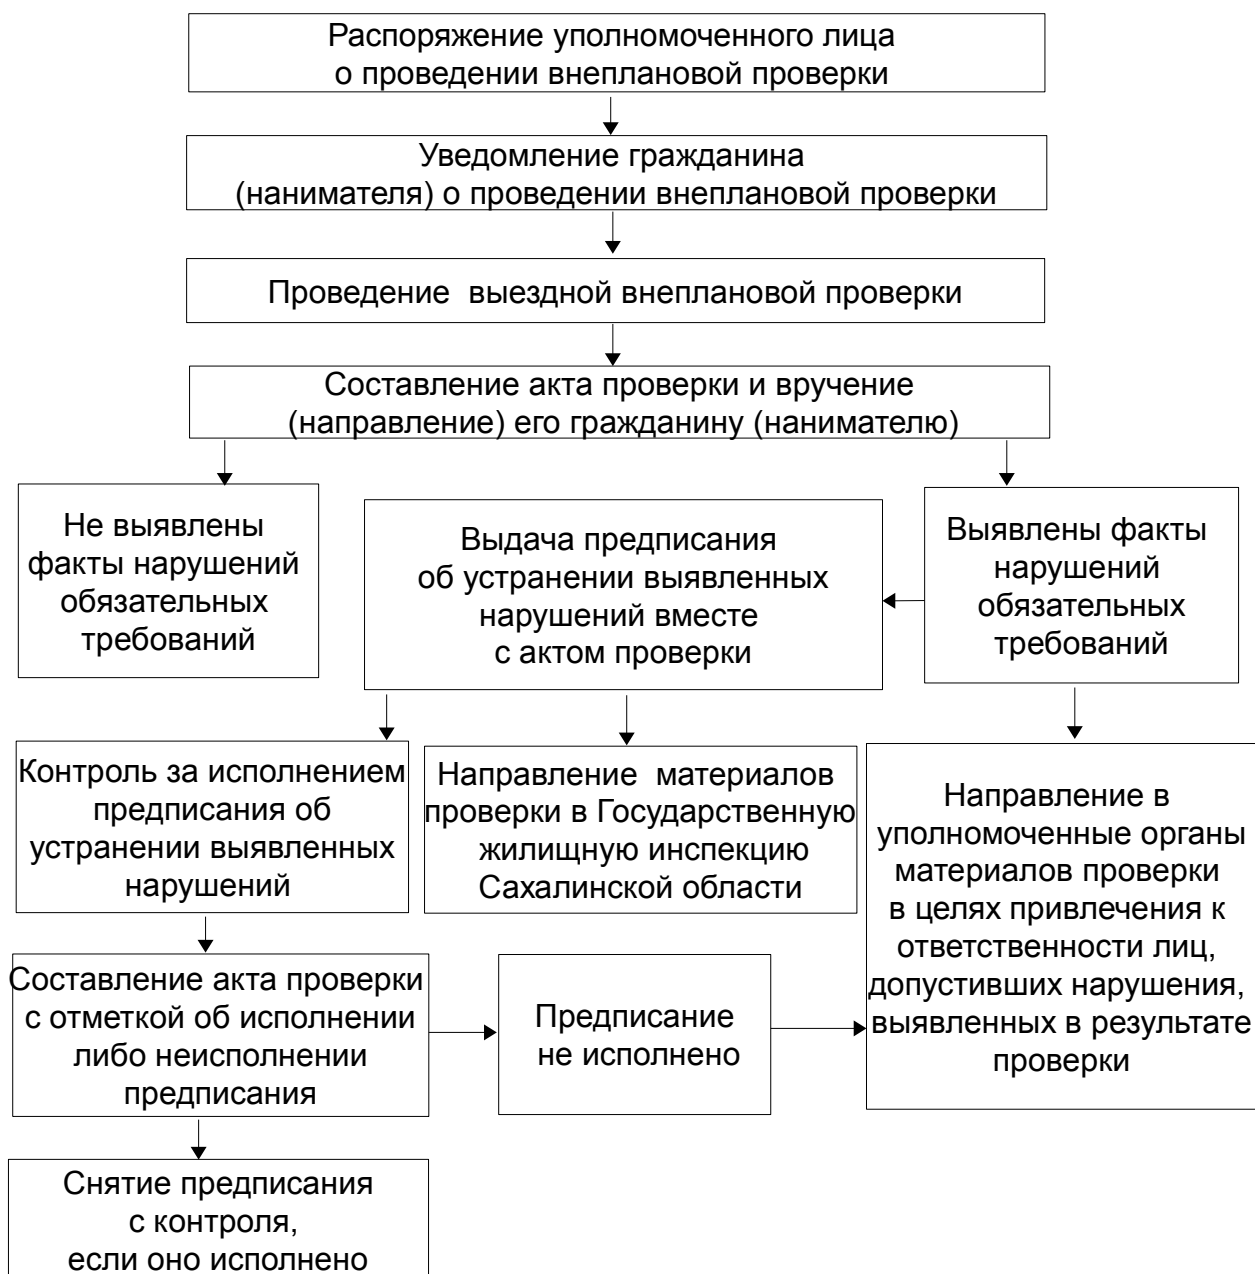 Распоряжение уполномоченного лица
о проведении внеплановой проверки
Уведомление гражданина
(нанимателя) о проведении внеплановой проверки
Проведение выездной внеплановой проверки
Составление акта проверки и вручение
(направление) его гражданину (нанимателю)
Не выявлены
факты нарушений
обязательных
требований
Выдача предписания
об устранении выявленных
нарушений вместе
с актом проверки
Выявлены факты
нарушений
обязательных
требований
Контроль за исполнением
предписания об
устранении выявленных
нарушений
Направление материалов
проверки в Государственную
жилищную инспекцию
Сахалинской области
Направление в
уполномоченные органы
материалов проверки
в целях привлечения к
ответственности лиц,
допустивших нарушения,
выявленных в результате
проверки
Составление акта проверки
с отметкой об исполнении
либо неисполнении
предписания
Предписание
не исполнено
Снятие предписания
с контроля,
если оно исполнено